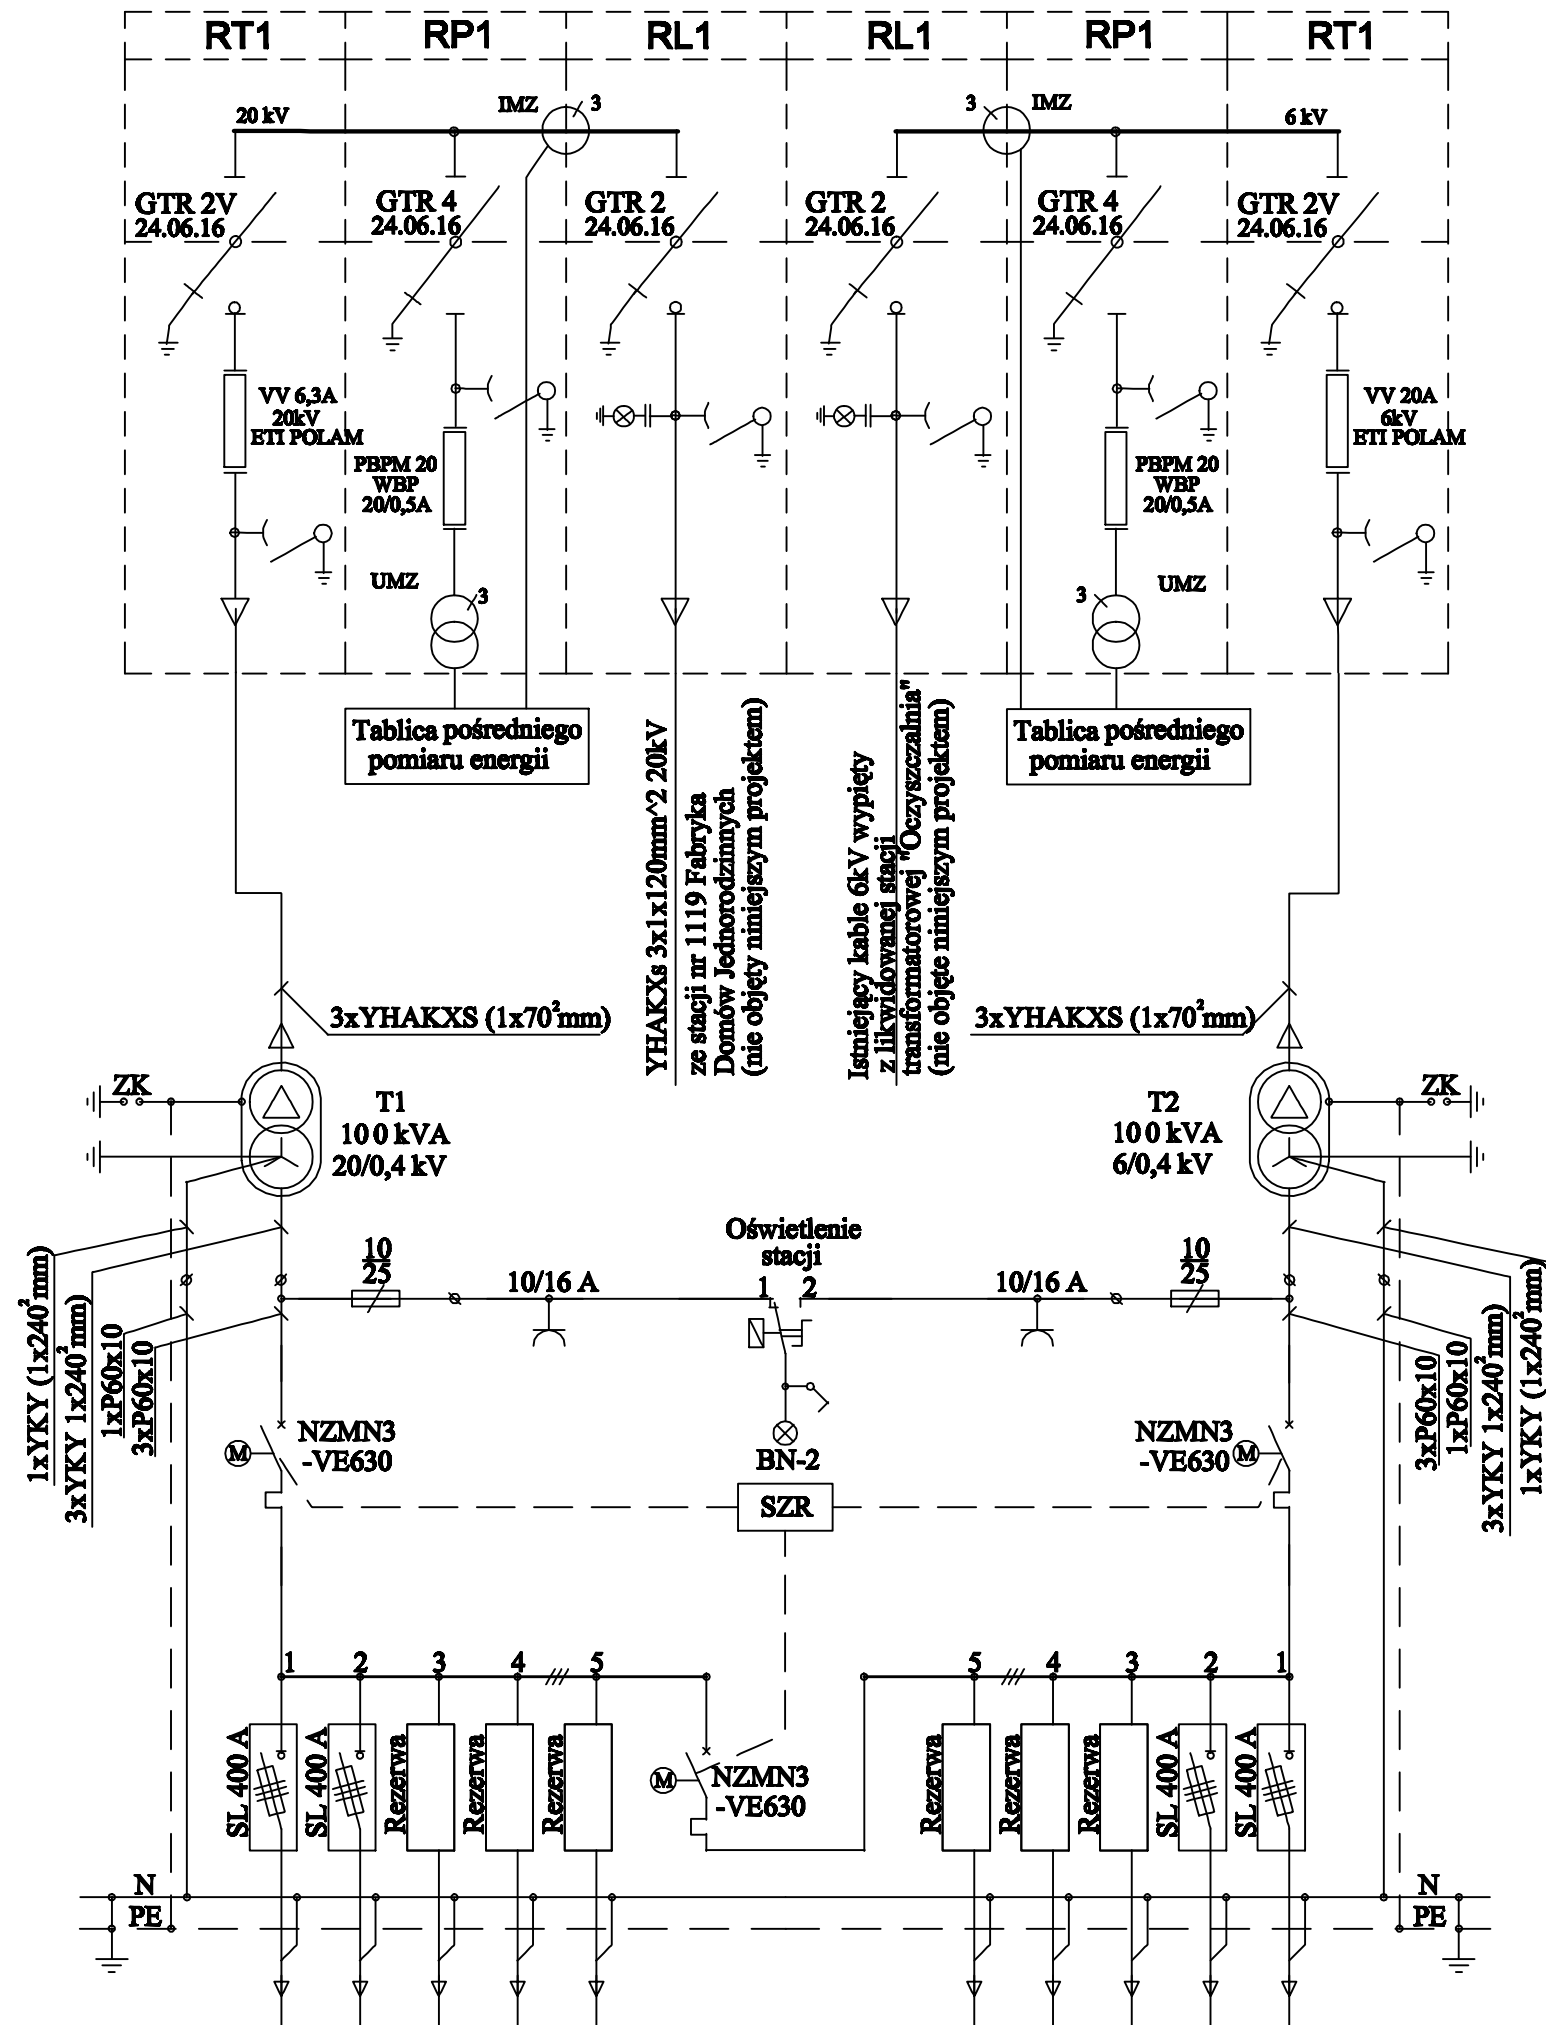 RT1
RP1
RL1
RL1
RP1
RT1
20 kV
IMZ
3
3
IMZ
6 kV
GTR 2V
24.06.16
GTR 4
24.06.16
GTR 2
24.06.16
GTR 2
24.06.16
GTR 4
24.06.16
GTR 2V
24.06.16
VV 6,3A
20kV
ETI POLAM
PBPM 20
WBP
20/0,5A
PBPM 20
WBP
20/0,5A
VV 20A
6kV
ETI POLAM
UMZ
3
3
UMZ
Tablica pośredniego
pomiaru energii
YHAKXs 3x1x120mm^2 20kV
ze stacji nr 1119 Fabryka
Domów Jednorodzinnych
(nie objęty niniejszym projektem)
Istniejący kable 6kV wypięty
z likwidowanej stacji
transformatorowej "Oczyszczalnia"
(nie objęte niniejszym projektem)
Tablica pośredniego
pomiaru energii
3xYHAKXS (1x70²mm)
3xYHAKXS (1x70²mm)
ZK
T1
100 kVA
20/0,4 kV
T2
100 kVA
6/0,4 kV
ZK
1xYKY (1x240²mm)
3xYKY 1x240²mm)
1xP60x10
3xP60x10
10
25
10/16 A
Oświetlenie
stacji
1
2
10/16 A
10
25
3xP60x10
1xP60x10
3xYKY 1x240²mm)
1xYKY (1x240²mm)
M
NZMN3
-VE630
BN-2
NZMN3
-VE630
M
SZR
1
2
3
4
5
5
4
3
2
1
SL 400 A
SL 400 A
Rezerwa
Rezerwa
Rezerwa
M
NZMN3
-VE630
Rezerwa
Rezerwa
Rezerwa
SL 400 A
SL 400 A
N
PE
N
PE